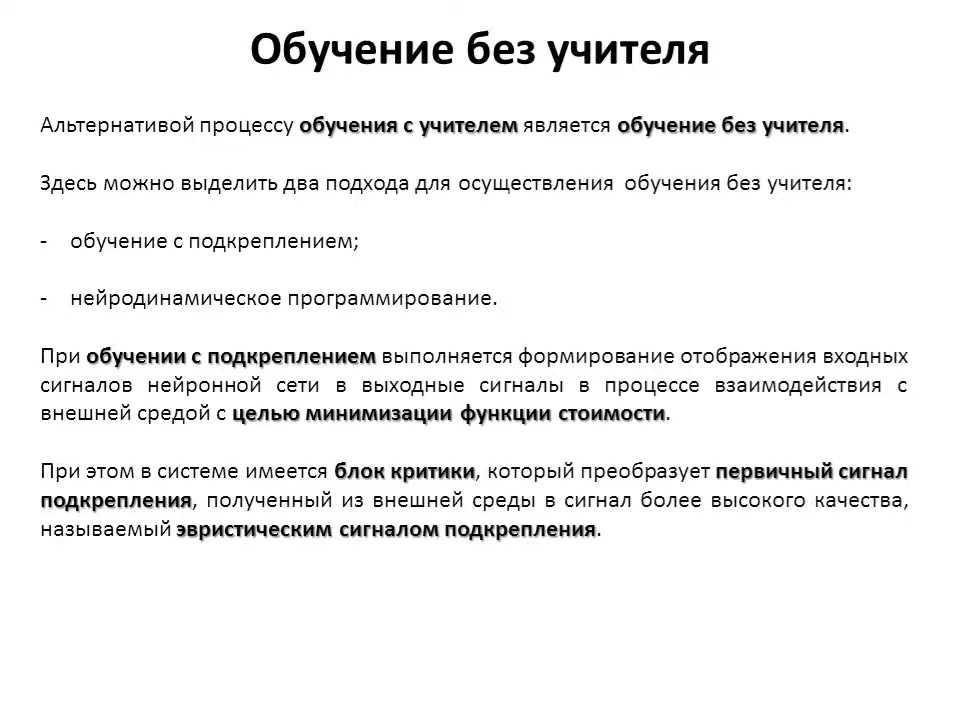 Обучение без учителя
Альтернативой процессу обучения с учителем является обучение без учителя.
Здесь можно выделить два подхода для осуществления обучения без учителя:
- обучение с подкреплением;
- нейродинамическое программирование.
При обучении с подкреплением выполняется формирование отображения входных
сигналов нейронной сети в выходные сигналы в процессе взаимодействия с
внешней средой с целью минимизации функции стоимости.
При этом в системе имеется блок критики, который преобразует первичный сигнал
подкрепления, полученный из внешней среды в сигнал более высокого качества,
называемый эвристическим сигналом подкрепления.